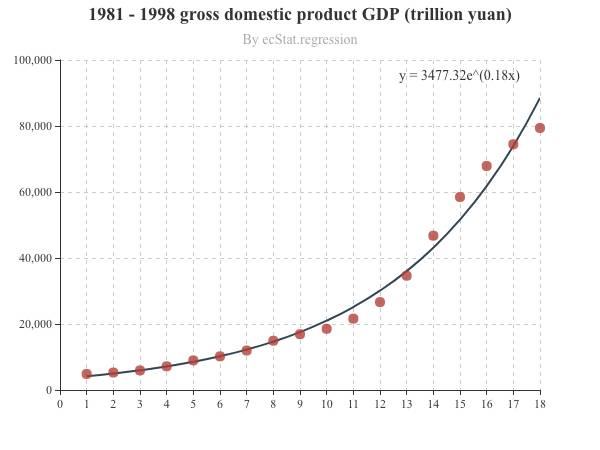 1981 - 1998 gross domestic product GDP (trillion yuan)
By ecStat.regression
100,000
y = 3477.32e^(0.18x)
80,000
60,000
40,000
20,000
0
0 1 2 3 4 5 6 7 8 9 10 11 12 13 14 15 16 17 18